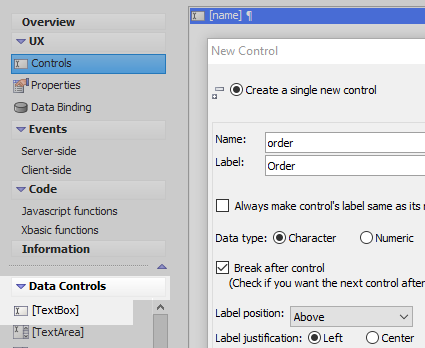 Overview
UX
Controls
Properties
Data Binding
Events
Server-side
Client-side
Code
Javascript functions
Xbasic functions
Information
Data Controls
[TextBox]
[TextArea]
[name] ¶
New Control
Create a single new control
Name: order
Label: Order
Always make control's label same as its
Data type: Character Numeric
Break after control
(Check if you want the next control after
Label position: Above
Label justification: Left Center